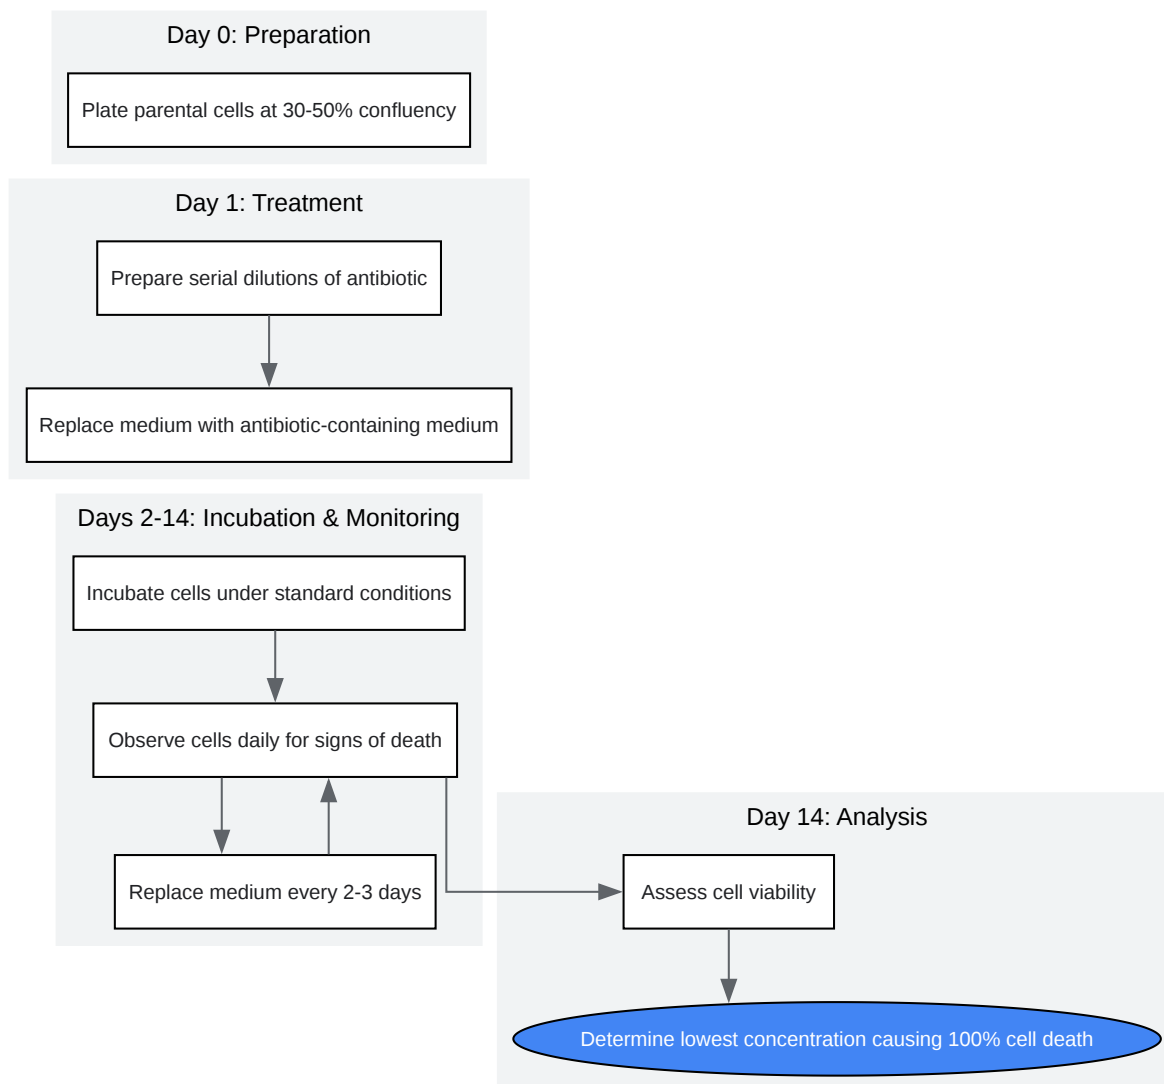 Day 0: Preparation
Plate parental cells at 30-50% confluency
Day 1: Treatment
Prepare serial dilutions of antibiotic
Replace medium with antibiotic-containing medium
Days 2-14: Incubation & Monitoring
Incubate cells under standard conditions
Observe cells daily for signs of death
Replace medium every 2-3 days
Day 14: Analysis
Assess cell viability
Determine lowest concentration causing 100% cell death